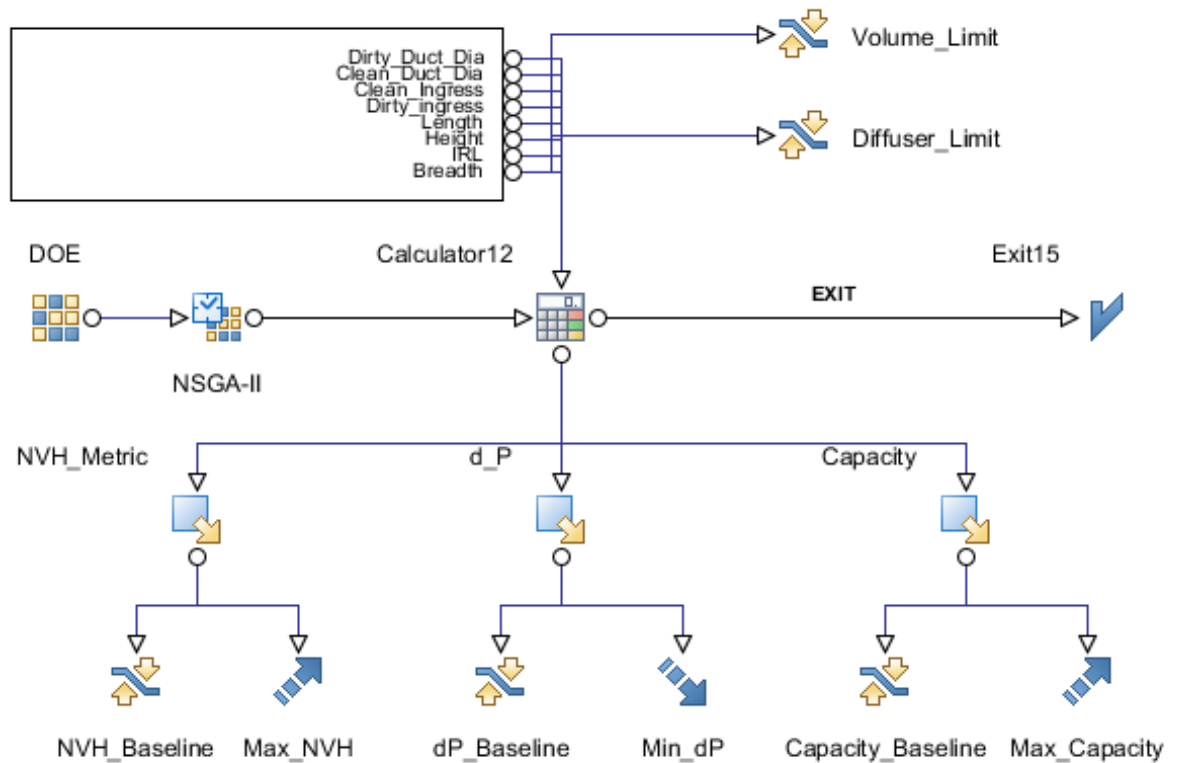 Dirty_Duct_Dia
Clean_Duct_Dia
Clean_Ingress
Dirty_ingress
Length
Height
IRL
Breadth
Volume_Limit
Diffuser_Limit
DOE
Calculator12
Exit15
EXIT
0.
NSGA-II
NVH_Metric
d_P
Capacity
NVH_Baseline
Max_NVH
dP_Baseline
Min_dP
Capacity_Baseline
Max_Capacity